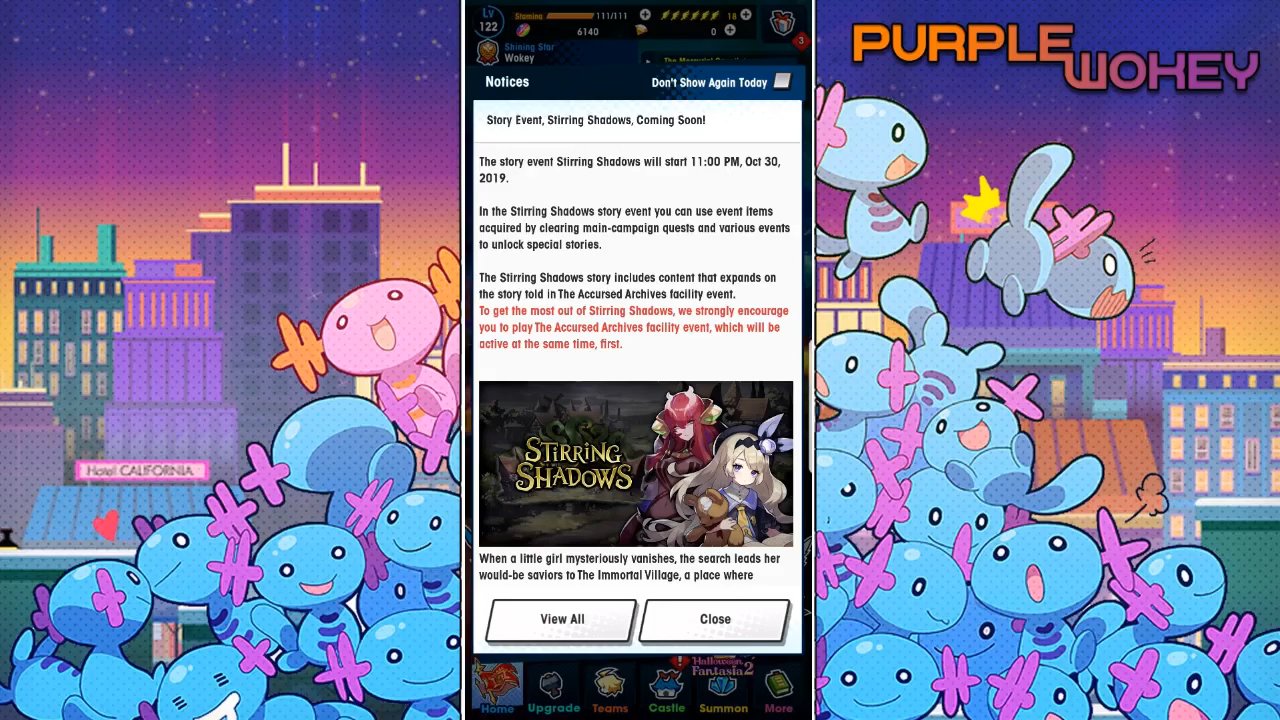 Lv
122
Stamina
111/111
18
6140
0
3
Shining Star
Wokey
Notices
Don't Show Again Today
Story Event, Stirring Shadows, Coming Soon!
The story event Stirring Shadows will start 11:00 PM, Oct 30,
2019.
In the Stirring Shadows story event you can use event items
acquired by clearing main-campaign quests and various events
to unlock special stories.
The Stirring Shadows story includes content that expands on
the story told in The Accursed Archives facility event.
To get the most out of Stirring Shadows, we strongly encourage
you to play The Accursed Archives facility event, which will be
active at the same time, first.
STIRRING
SHADOWS
When a little girl mysteriously vanishes, the search leads her
would-be saviors to The Immortal Village, a place where
View All
Close
Halloween
Fantasia 2
Home
Upgrade
Teams
Castle
Summon
More
PURPLE
WOKEY
Hotel CALIFORNIA